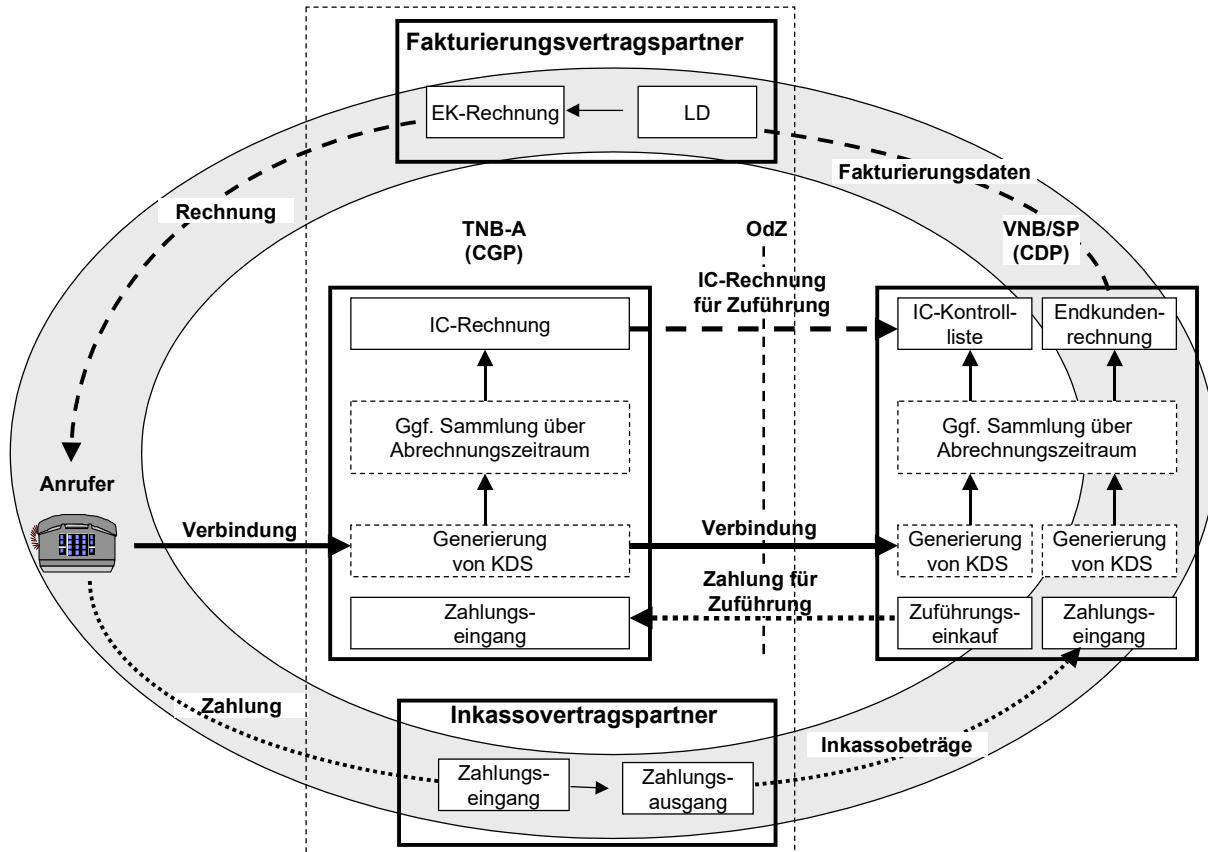 Fakturierungsvertragspartner
EK-Rechnung
LD
Fakturierungsdaten
Rechnung
TNB-A
(CGP)
OdZ
VNB/SP
(CDP)
IC-Rechnung
für Zuführung
IC-Rechnung
IC-Kontroll-
liste
Endkunden-
rechnung
Ggf. Sammlung über
Abrechnungszeitraum
Ggf. Sammlung über
Abrechnungszeitraum
Anrufer
Verbindung
Generierung
von KDS
Verbindung
Generierung
von KDS
Generierung
von KDS
Zahlung für
Zuführung
Zahlungs-
eingang
Zuführungs-
einkauf
Zahlungs-
eingang
Zahlung
Inkassovertragspartner
Inkassobeträge
Zahlungs-
eingang
Zahlungs-
ausgang